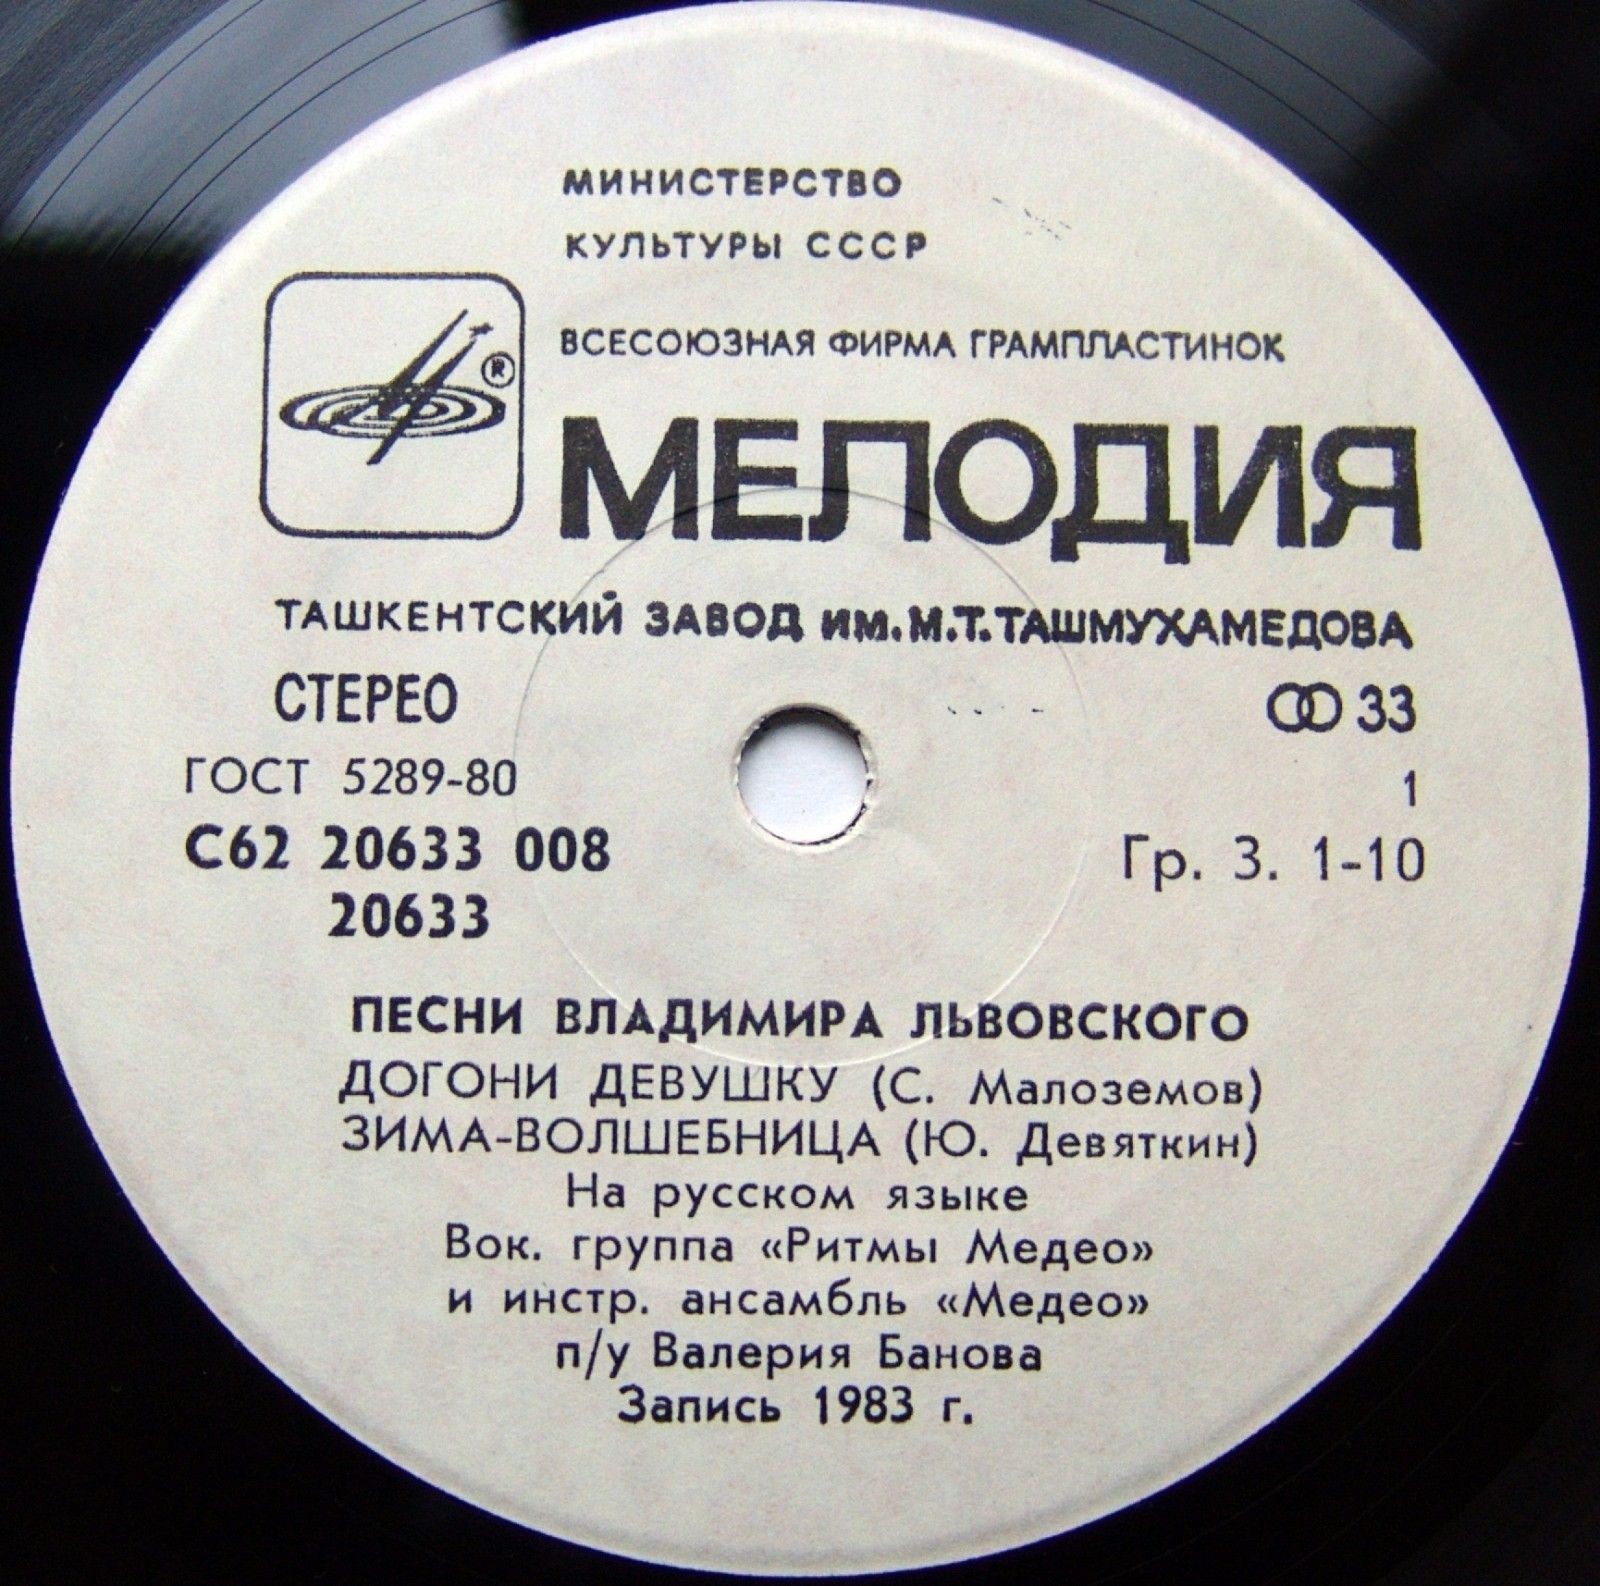 МИНИСТЕРСТВО
КУЛЬТУРЫ СССР
ВСЕСОЮЗНАЯ ФИРМА ГРАМПЛАСТИНОК
®
МЕЛОДИЯ
ТАШКЕНТСКИЙ ЗАВОД им. М.Т.ТАШМУХАМЕДОВА
СТЕРЕО
33
ГОСТ 5289-80
1
С62 20633 008
Гр. 3. 1-10
20633
ПЕСНИ ВЛАДИМИРА ЛЬВОВСКОГО
ДОГОНИ ДЕВУШКУ (С. Малоземов)
ЗИМА-ВОЛШЕБНИЦА (Ю. Девяткин)
На русском языке
Вок. группа «Ритмы Медео»
и инстр. ансамбль «Медео»
п/у Валерия Банова
Запись 1983 г.